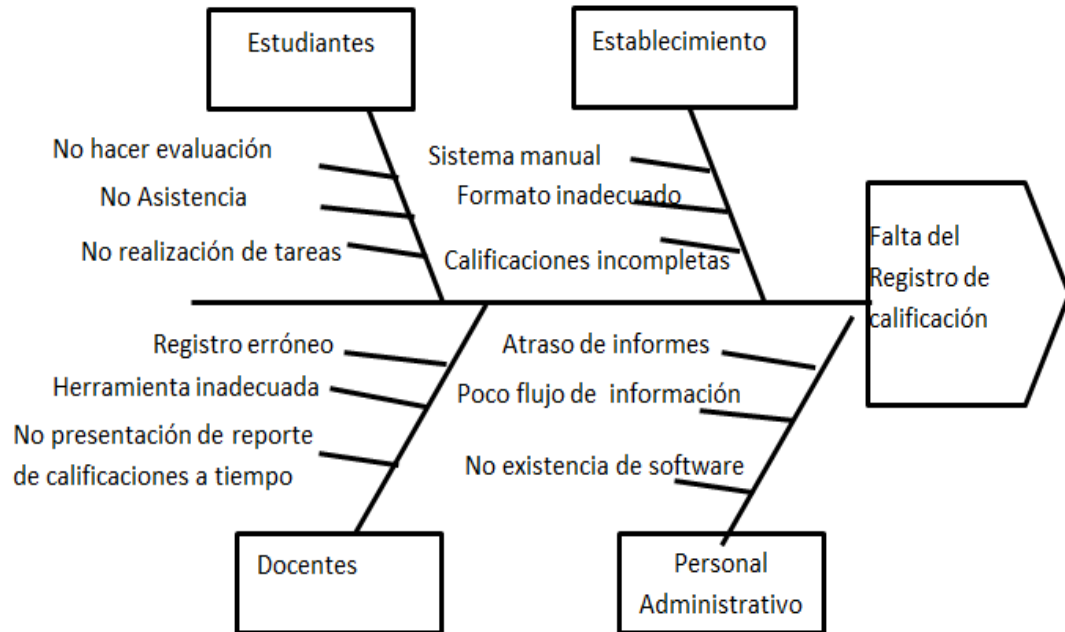 Estudiantes
Establecimiento
No hacer evaluación
No Asistencia
No realización de tareas
Sistema manual
Formato inadecuado
Calificaciones incompletas
Falta del
Registro de
calificación
Registro erróneo
Herramienta inadecuada
No presentación de reporte
de calificaciones a tiempo
Atraso de informes
Poco flujo de información
No existencia de software
Docentes
Personal
Administrativo